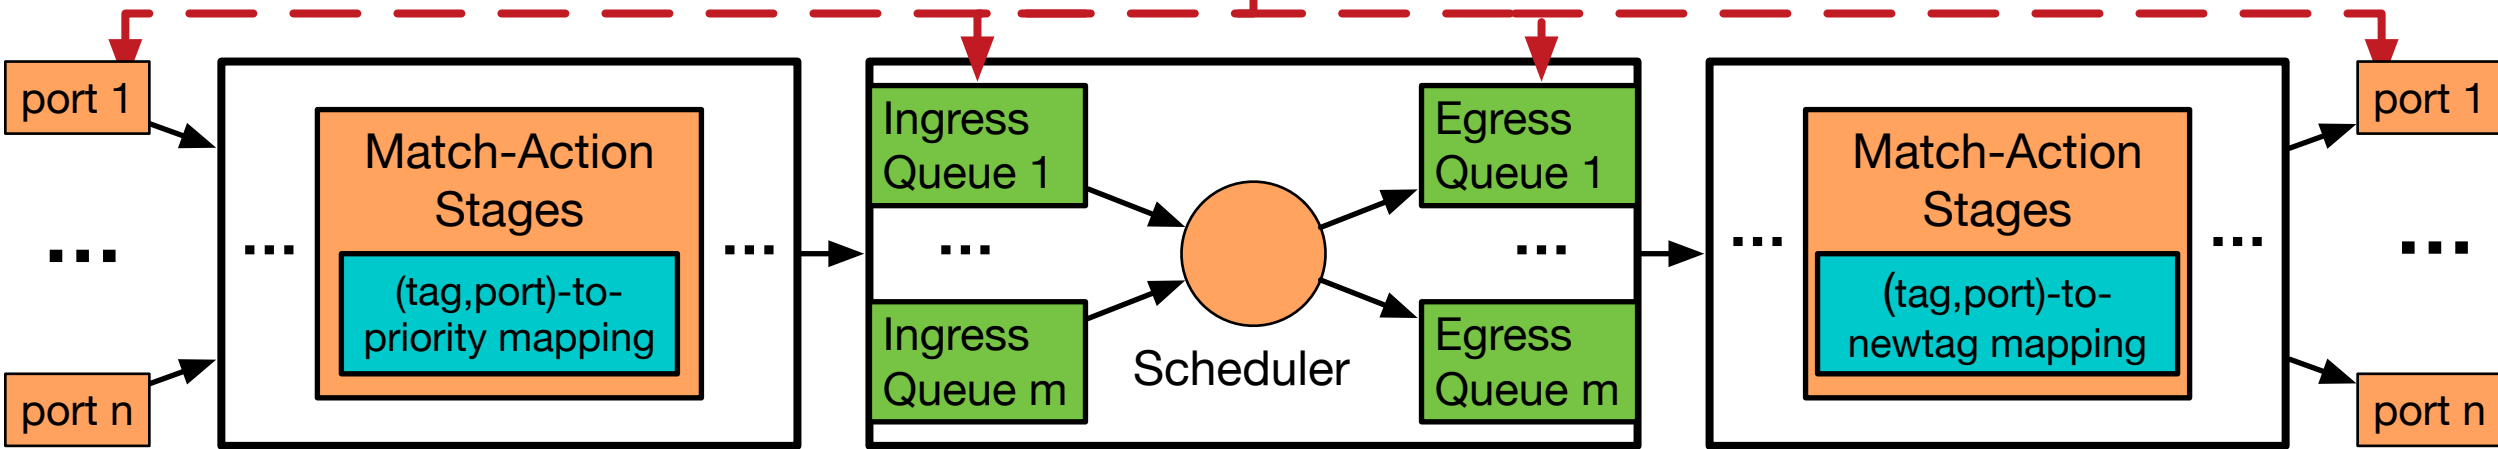 port 1
...
port n
...
Match-Action
Stages
(tag,port)-to-
priority mapping
...
Ingress
Queue 1
...
Ingress
Queue m
Scheduler
Egress
Queue 1
...
Egress
Queue m
...
Match-Action
Stages
(tag,port)-to-
newtag mapping
...
port 1
...
port n